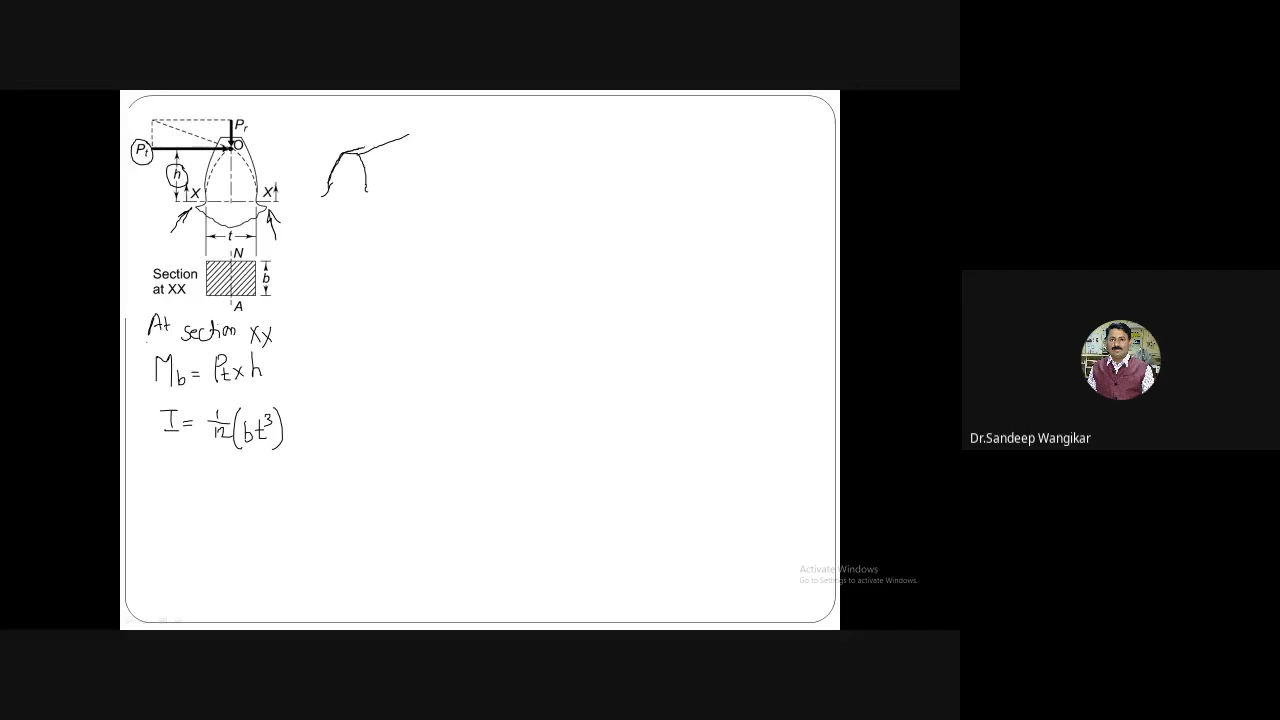 Pr
Pt
O
h
X
X
t
N
Section
at XX
b
A
At section XX
Mb = Pt × h
I = 1/12 (bt³)
Dr.Sandeep Wangikar
Activate Windows
Go to Settings to activate Windows.